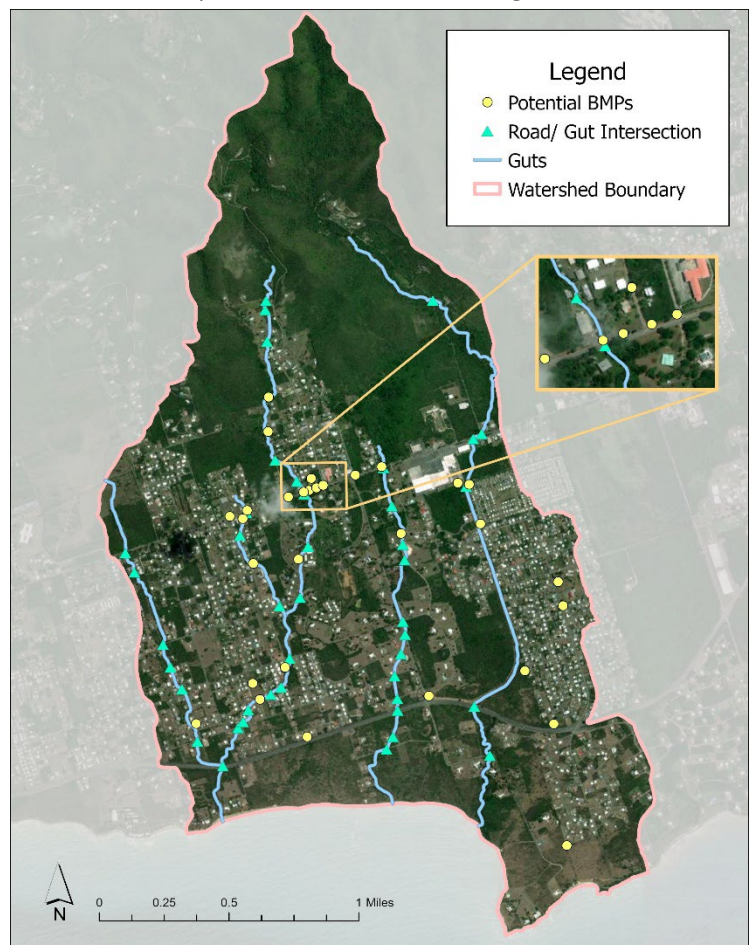 Legend
Potential BMPs
Road/ Gut Intersection
Guts
Watershed Boundary
N
0 0.25 0.5 1 Miles